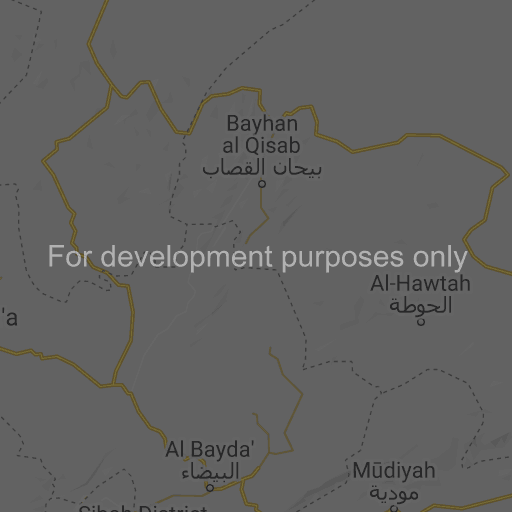 Bayhan
al Qisab
بيحان القصاب
For development purposes only
Al-Hawtah
الحوطة
'a
Al Bayda'
البيضاء
Mūdiyah
مودية